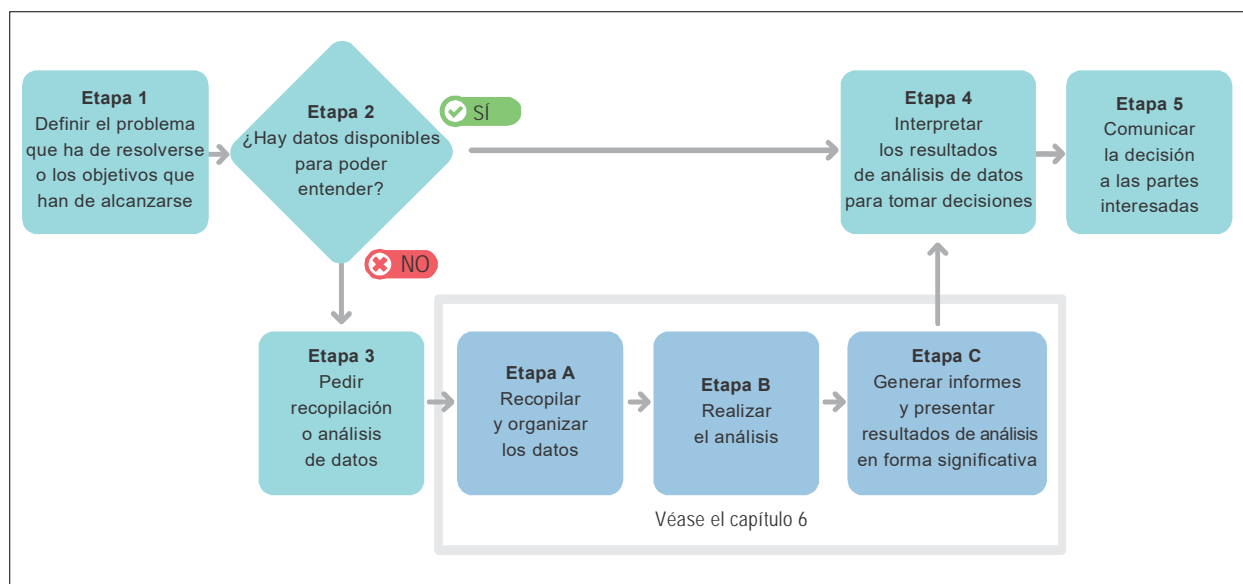 Etapa 1
Definir el problema
que ha de resolverse
o los objetivos que
han de alcanzarse
Etapa 2
¿Hay datos disponibles
para poder
entender?
SÍ
NO
Etapa 4
Interpretar
los resultados
de análisis de datos
para tomar decisiones
Etapa 5
Comunicar
la decisión
a las partes
interesadas
Etapa 3
Pedir
recopilación
o análisis
de datos
Etapa A
Recopilar
y organizar
los datos
Etapa B
Realizar
el análisis
Etapa C
Generar informes
y presentar
resultados de análisis
en forma significativa
Véase el capítulo 6